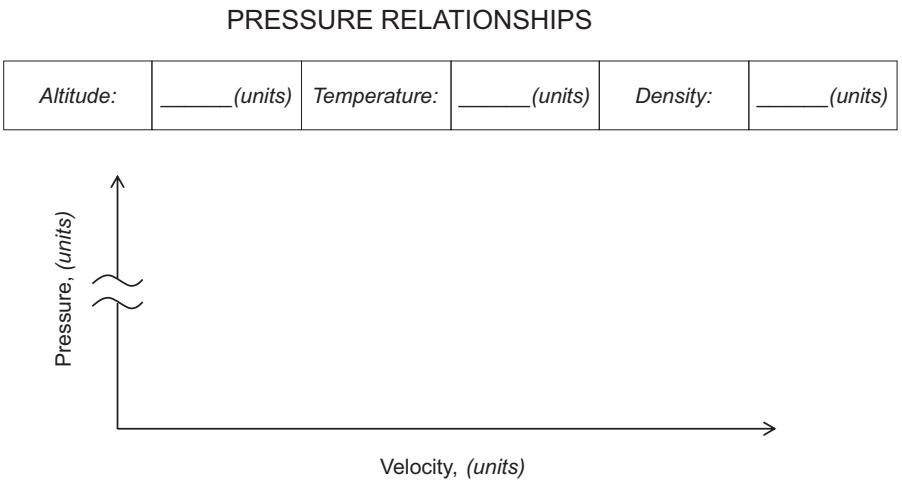 PRESSURE RELATIONSHIPS
Altitude: ______(units) Temperature: ______(units) Density: ______(units)
Pressure, (units)
Velocity, (units)